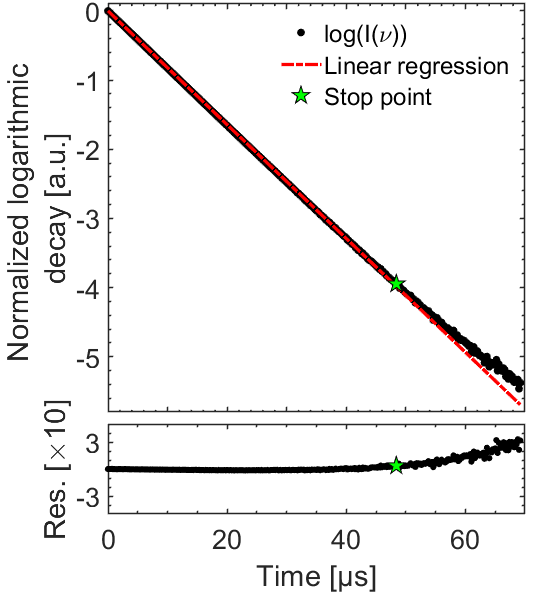 0
-1
-2
-3
-4
-5
Normalized logarithmic
decay [a.u.]
log(I(ν))
Linear regression
Stop point
3
-3
Res. [×10]
0
20
40
60
Time [µs]